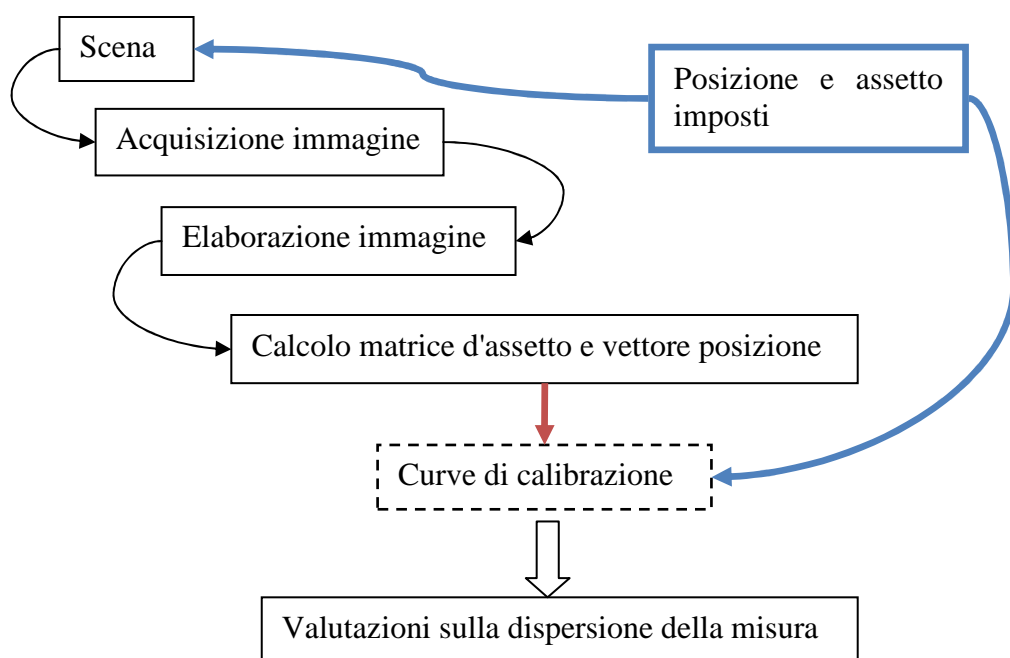 Scena
Posizione e assetto
imposti
Acquisizione immagine
Elaborazione immagine
Calcolo matrice d'assetto e vettore posizione
Curve di calibrazione
Valutazioni sulla dispersione della misura